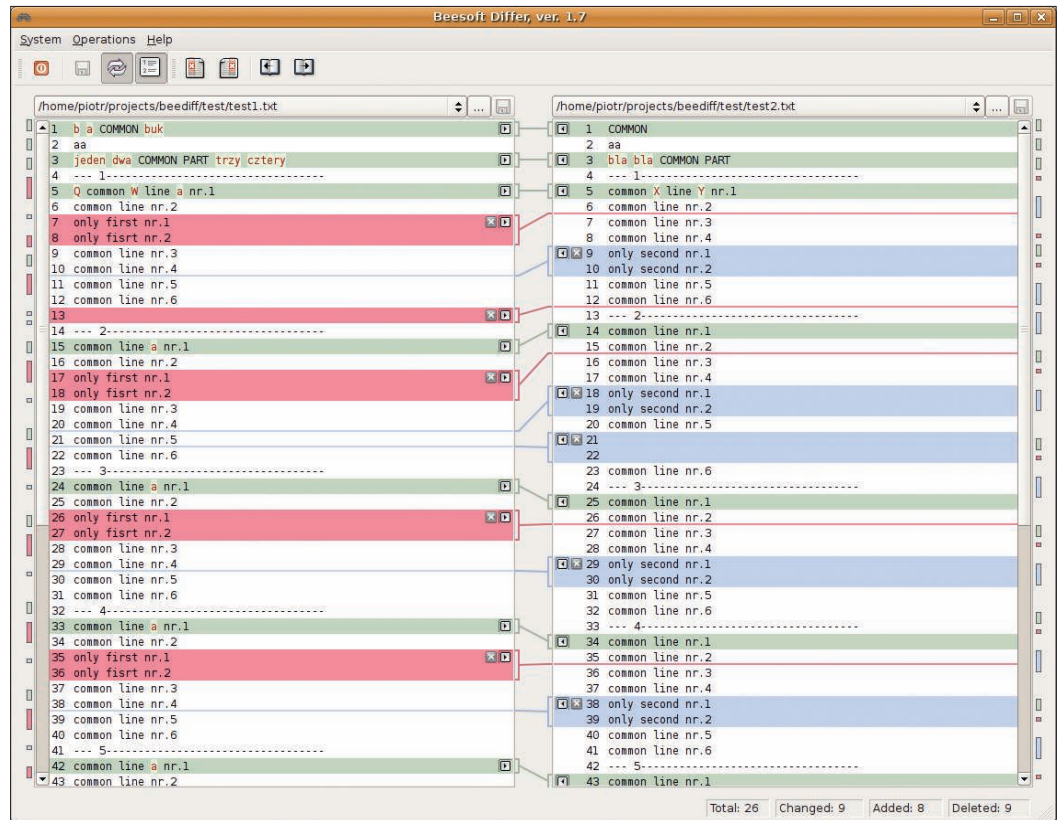 Beesoft Differ, ver. 1.7
System Operations Help
/home/piotr/projects/beediff/test/test1.txt ...
1 b a COMMON buk
2 aa
3 jeden dwa COMMON PART trzy cztery
4 --- 1----------------------------------
5 Q common W line a nr.1
6 common line nr.2
7 only first nr.1
8 only fisrt nr.2
9 common line nr.3
10 common line nr.4
11 common line nr.5
12 common line nr.6
13
14 --- 2----------------------------------
15 common line a nr.1
16 common line nr.2
17 only first nr.1
18 only fisrt nr.2
19 common line nr.3
20 common line nr.4
21 common line nr.5
22 common line nr.6
23 --- 3----------------------------------
24 common line a nr.1
25 common line nr.2
26 only first nr.1
27 only fisrt nr.2
28 common line nr.3
29 common line nr.4
30 common line nr.5
31 common line nr.6
32 --- 4----------------------------------
33 common line a nr.1
34 common line nr.2
35 only first nr.1
36 only fisrt nr.2
37 common line nr.3
38 common line nr.4
39 common line nr.5
40 common line nr.6
41 --- 5----------------------------------
42 common line a nr.1
43 common line nr.2
/home/piotr/projects/beediff/test/test2.txt ...
1 COMMON
2 aa
3 bla bla COMMON PART
4 --- 1----------------------------------
5 common X line Y nr.1
6 common line nr.2
7 common line nr.3
8 common line nr.4
9 only second nr.1
10 only second nr.2
11 common line nr.5
12 common line nr.6
13 --- 2----------------------------------
14 common line nr.1
15 common line nr.2
16 common line nr.3
17 common line nr.4
18 only second nr.1
19 only second nr.2
20 common line nr.5
21
22
23 common line nr.6
24 --- 3----------------------------------
25 common line nr.1
26 common line nr.2
27 common line nr.3
28 common line nr.4
29 only second nr.1
30 only second nr.2
31 common line nr.5
32 common line nr.6
33 --- 4----------------------------------
34 common line nr.1
35 common line nr.2
36 common line nr.3
37 common line nr.4
38 only second nr.1
39 only second nr.2
40 common line nr.5
41 common line nr.6
42 --- 5----------------------------------
43 common line nr.1
Total: 26 Changed: 9 Added: 8 Deleted: 9